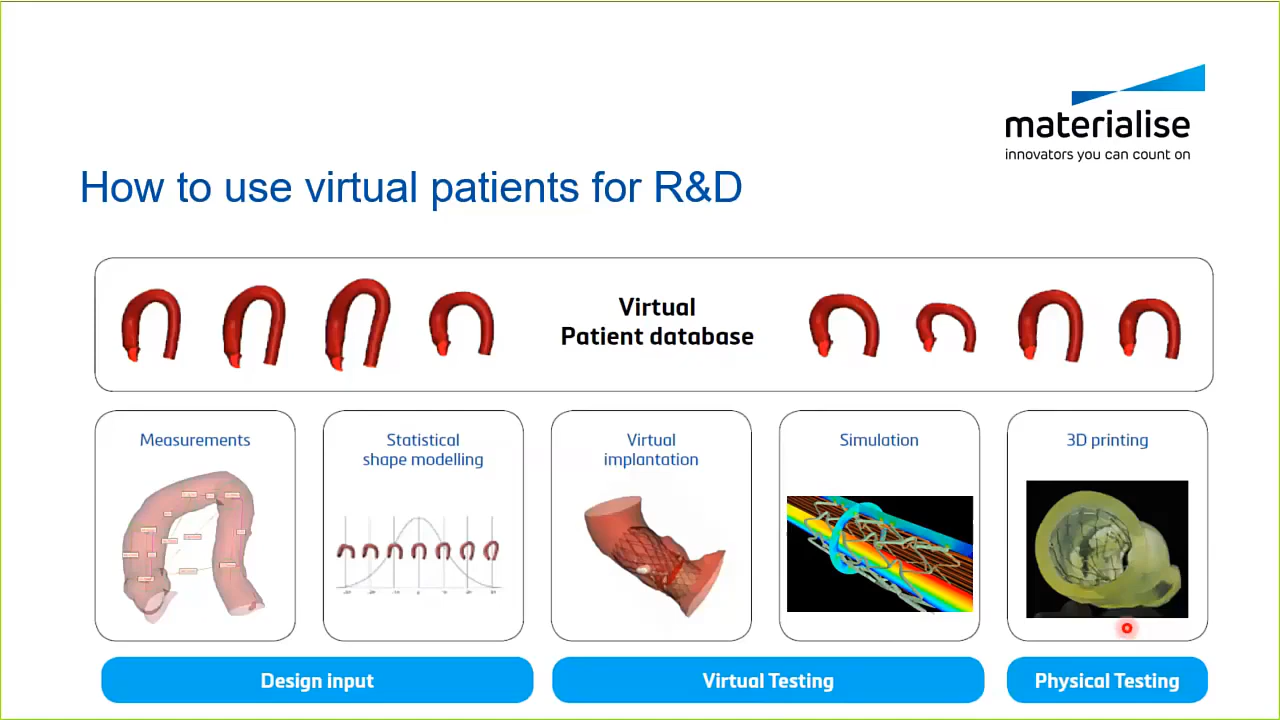 materialise
innovators you can count on
How to use virtual patients for R&D
Virtual
Patient database
Measurements
Statistical
shape modelling
Virtual
implantation
Simulation
3D printing
Design input
Virtual Testing
Physical Testing